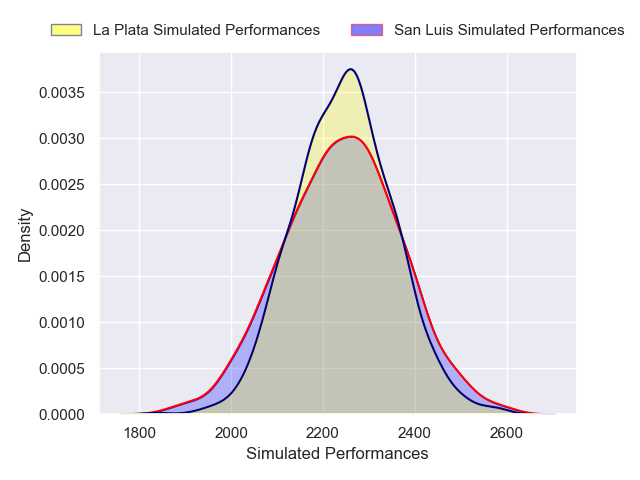 La Plata Simulated Performances San Luis Simulated Performances
0.0035
0.0030
0.0025
0.0020
0.0015
0.0010
0.0005
0.0000
Density
1800 2000 2200 2400 2600
Simulated Performances